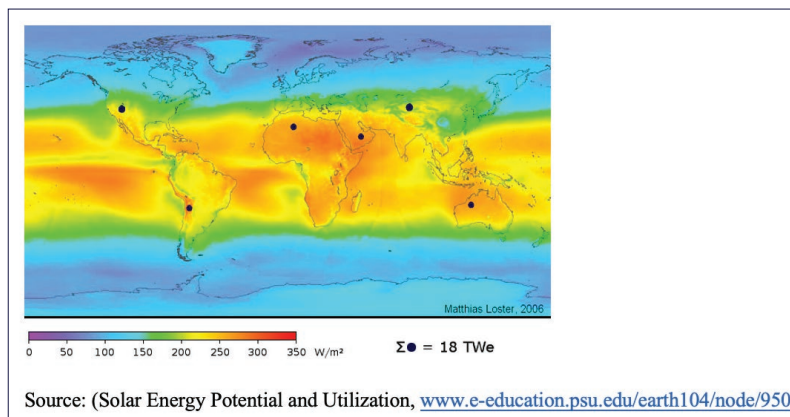 Matthias Loster, 2006
0 50 100 150 200 250 300 350 W/m²
Σ● = 18 TWe
Source: (Solar Energy Potential and Utilization, www.e-education.psu.edu/earth104/node/950